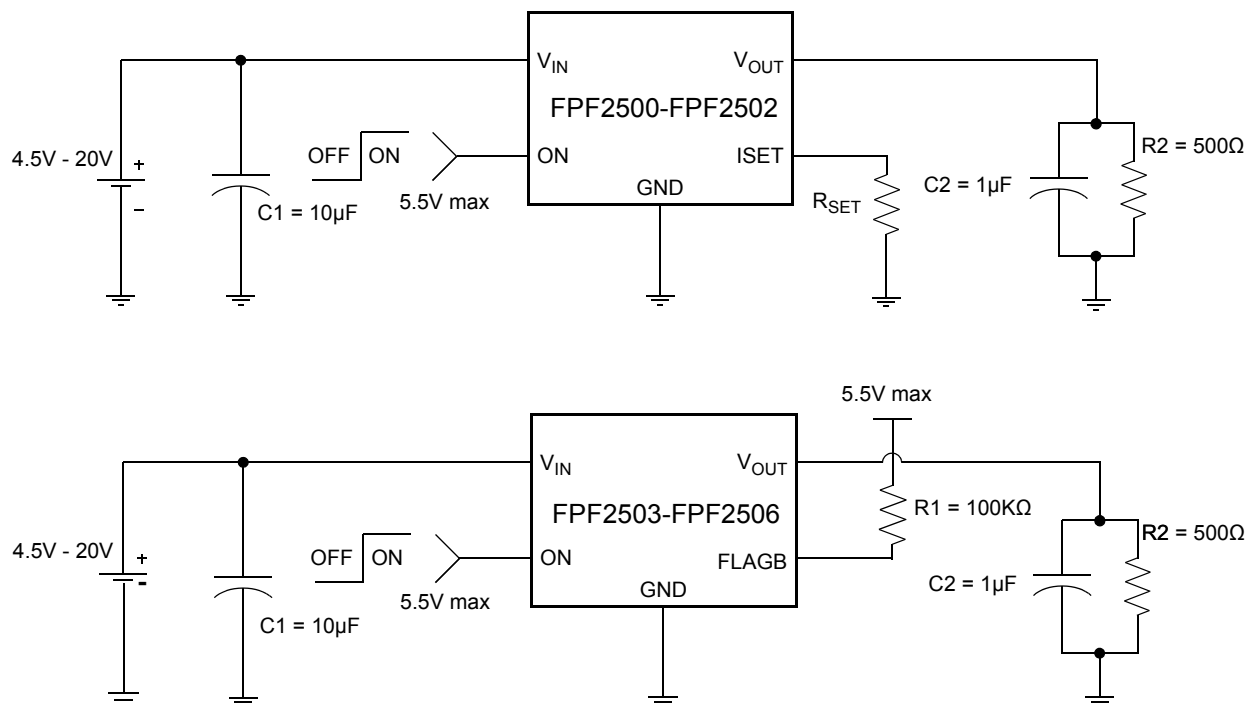 V_IN
V_OUT
FPF2500-FPF2502
4.5V - 20V
+
−
C1 = 10µF
OFF
ON
5.5V max
ON
ISET
GND
R_SET
C2 = 1µF
R2 = 500Ω
5.5V max
V_IN
V_OUT
FPF2503-FPF2506
R1 = 100KΩ
4.5V - 20V
+
-
C1 = 10µF
OFF
ON
5.5V max
ON
FLAGB
GND
C2 = 1µF
R2 = 500Ω